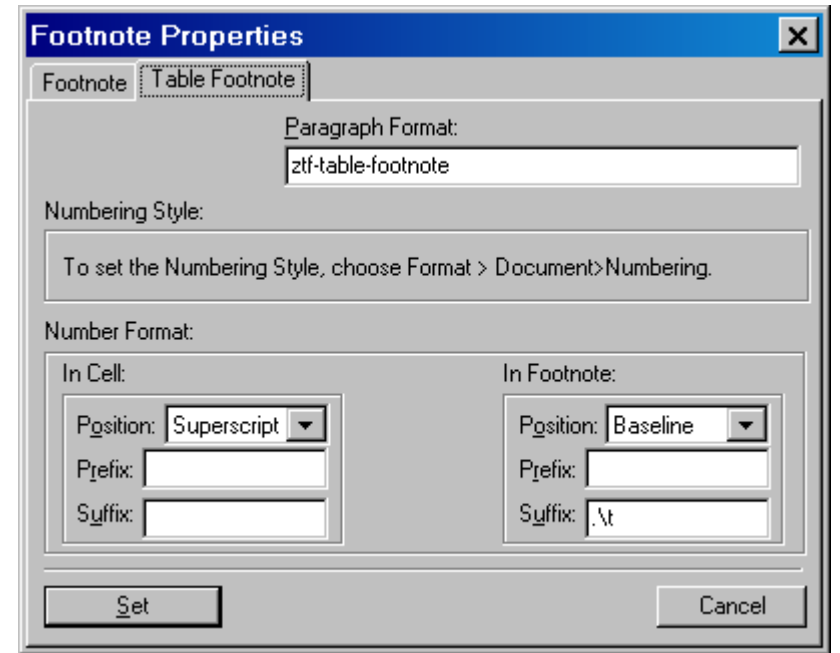 Footnote Properties
Footnote
Table Footnote
Paragraph Format:
ztf-table-footnote
Numbering Style:
To set the Numbering Style, choose Format > Document>Numbering.
Number Format:
In Cell:
Position: Superscript
Prefix:
Suffix:
In Footnote:
Position: Baseline
Prefix:
Suffix: .\t
Set
Cancel